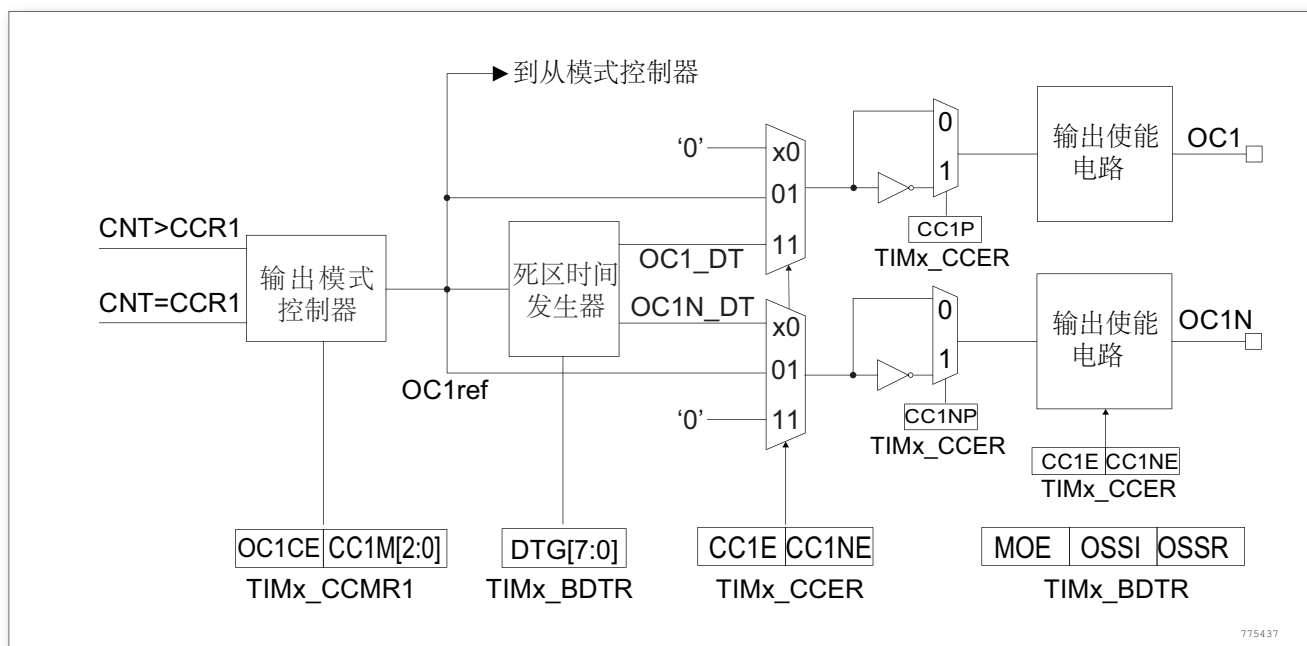 到从模式控制器
‘0’
x0
01
11
0
1
CC1P
TIMx_CCER
输出使能
电路
OC1
CNT>CCR1
CNT=CCR1
输出模式
控制器
死区时间
发生器
OC1_DT
OC1N_DT
OC1ref
x0
01
11
‘0’
0
1
CC1NP
TIMx_CCER
输出使能
电路
OC1N
CC1E CC1NE
TIMx_CCER
OC1CE CC1M[2:0]
TIMx_CCMR1
DTG[7:0]
TIMx_BDTR
CC1E CC1NE
TIMx_CCER
MOE OSSI OSSR
TIMx_BDTR
775437